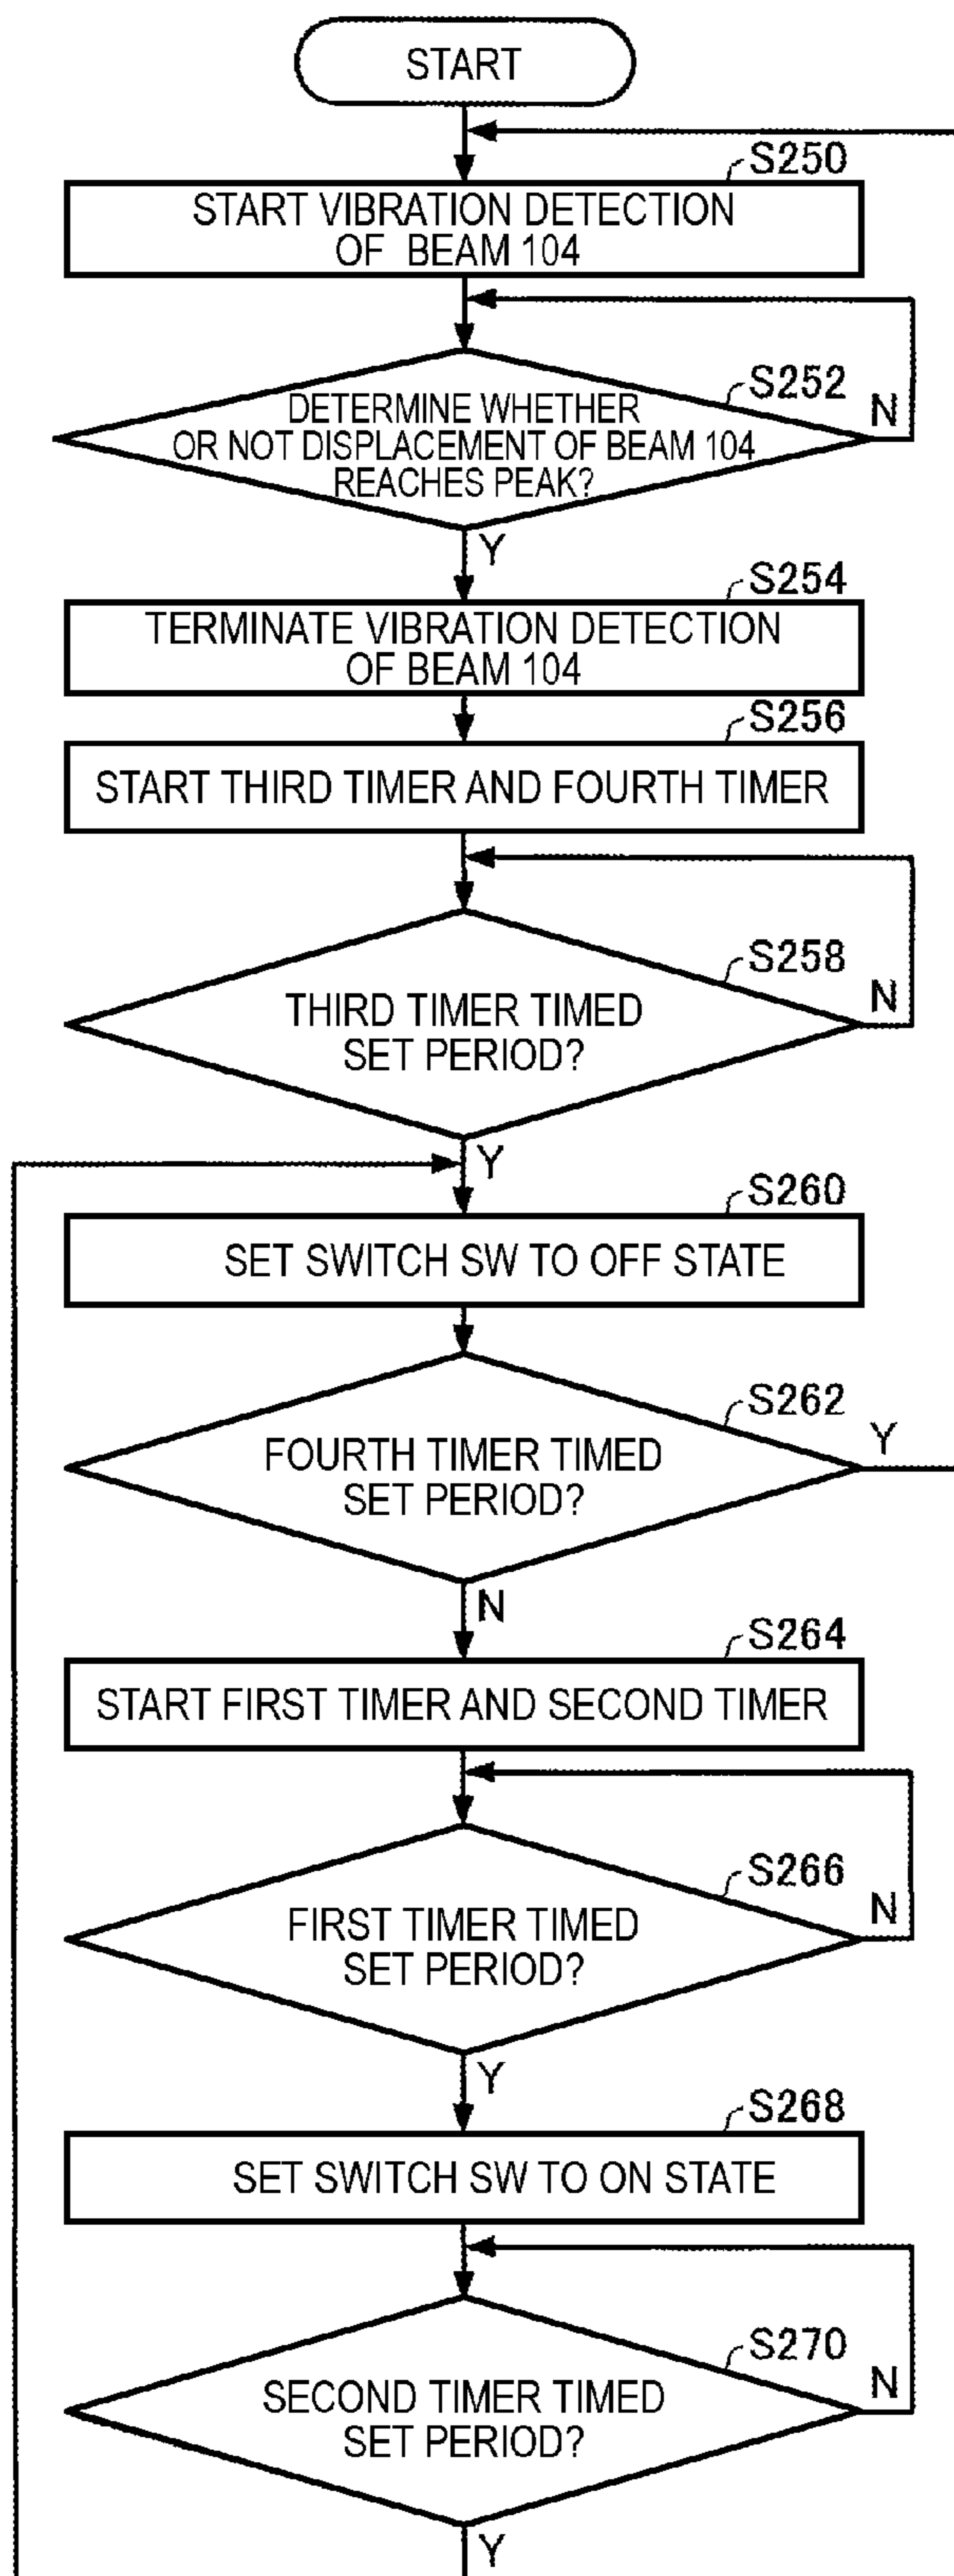 START
S250
START VIBRATION DETECTION
OF BEAM 104
S252
N
DETERMINE WHETHER
OR NOT DISPLACEMENT OF BEAM 104
REACHES PEAK?
Y
S254
TERMINATE VIBRATION DETECTION
OF BEAM 104
S256
START THIRD TIMER AND FOURTH TIMER
S258
N
THIRD TIMER TIMED
SET PERIOD?
Y
S260
SET SWITCH SW TO OFF STATE
S262
Y
FOURTH TIMER TIMED
SET PERIOD?
N
S264
START FIRST TIMER AND SECOND TIMER
S266
N
FIRST TIMER TIMED
SET PERIOD?
Y
S268
SET SWITCH SW TO ON STATE
S270
N
SECOND TIMER TIMED
SET PERIOD?
Y